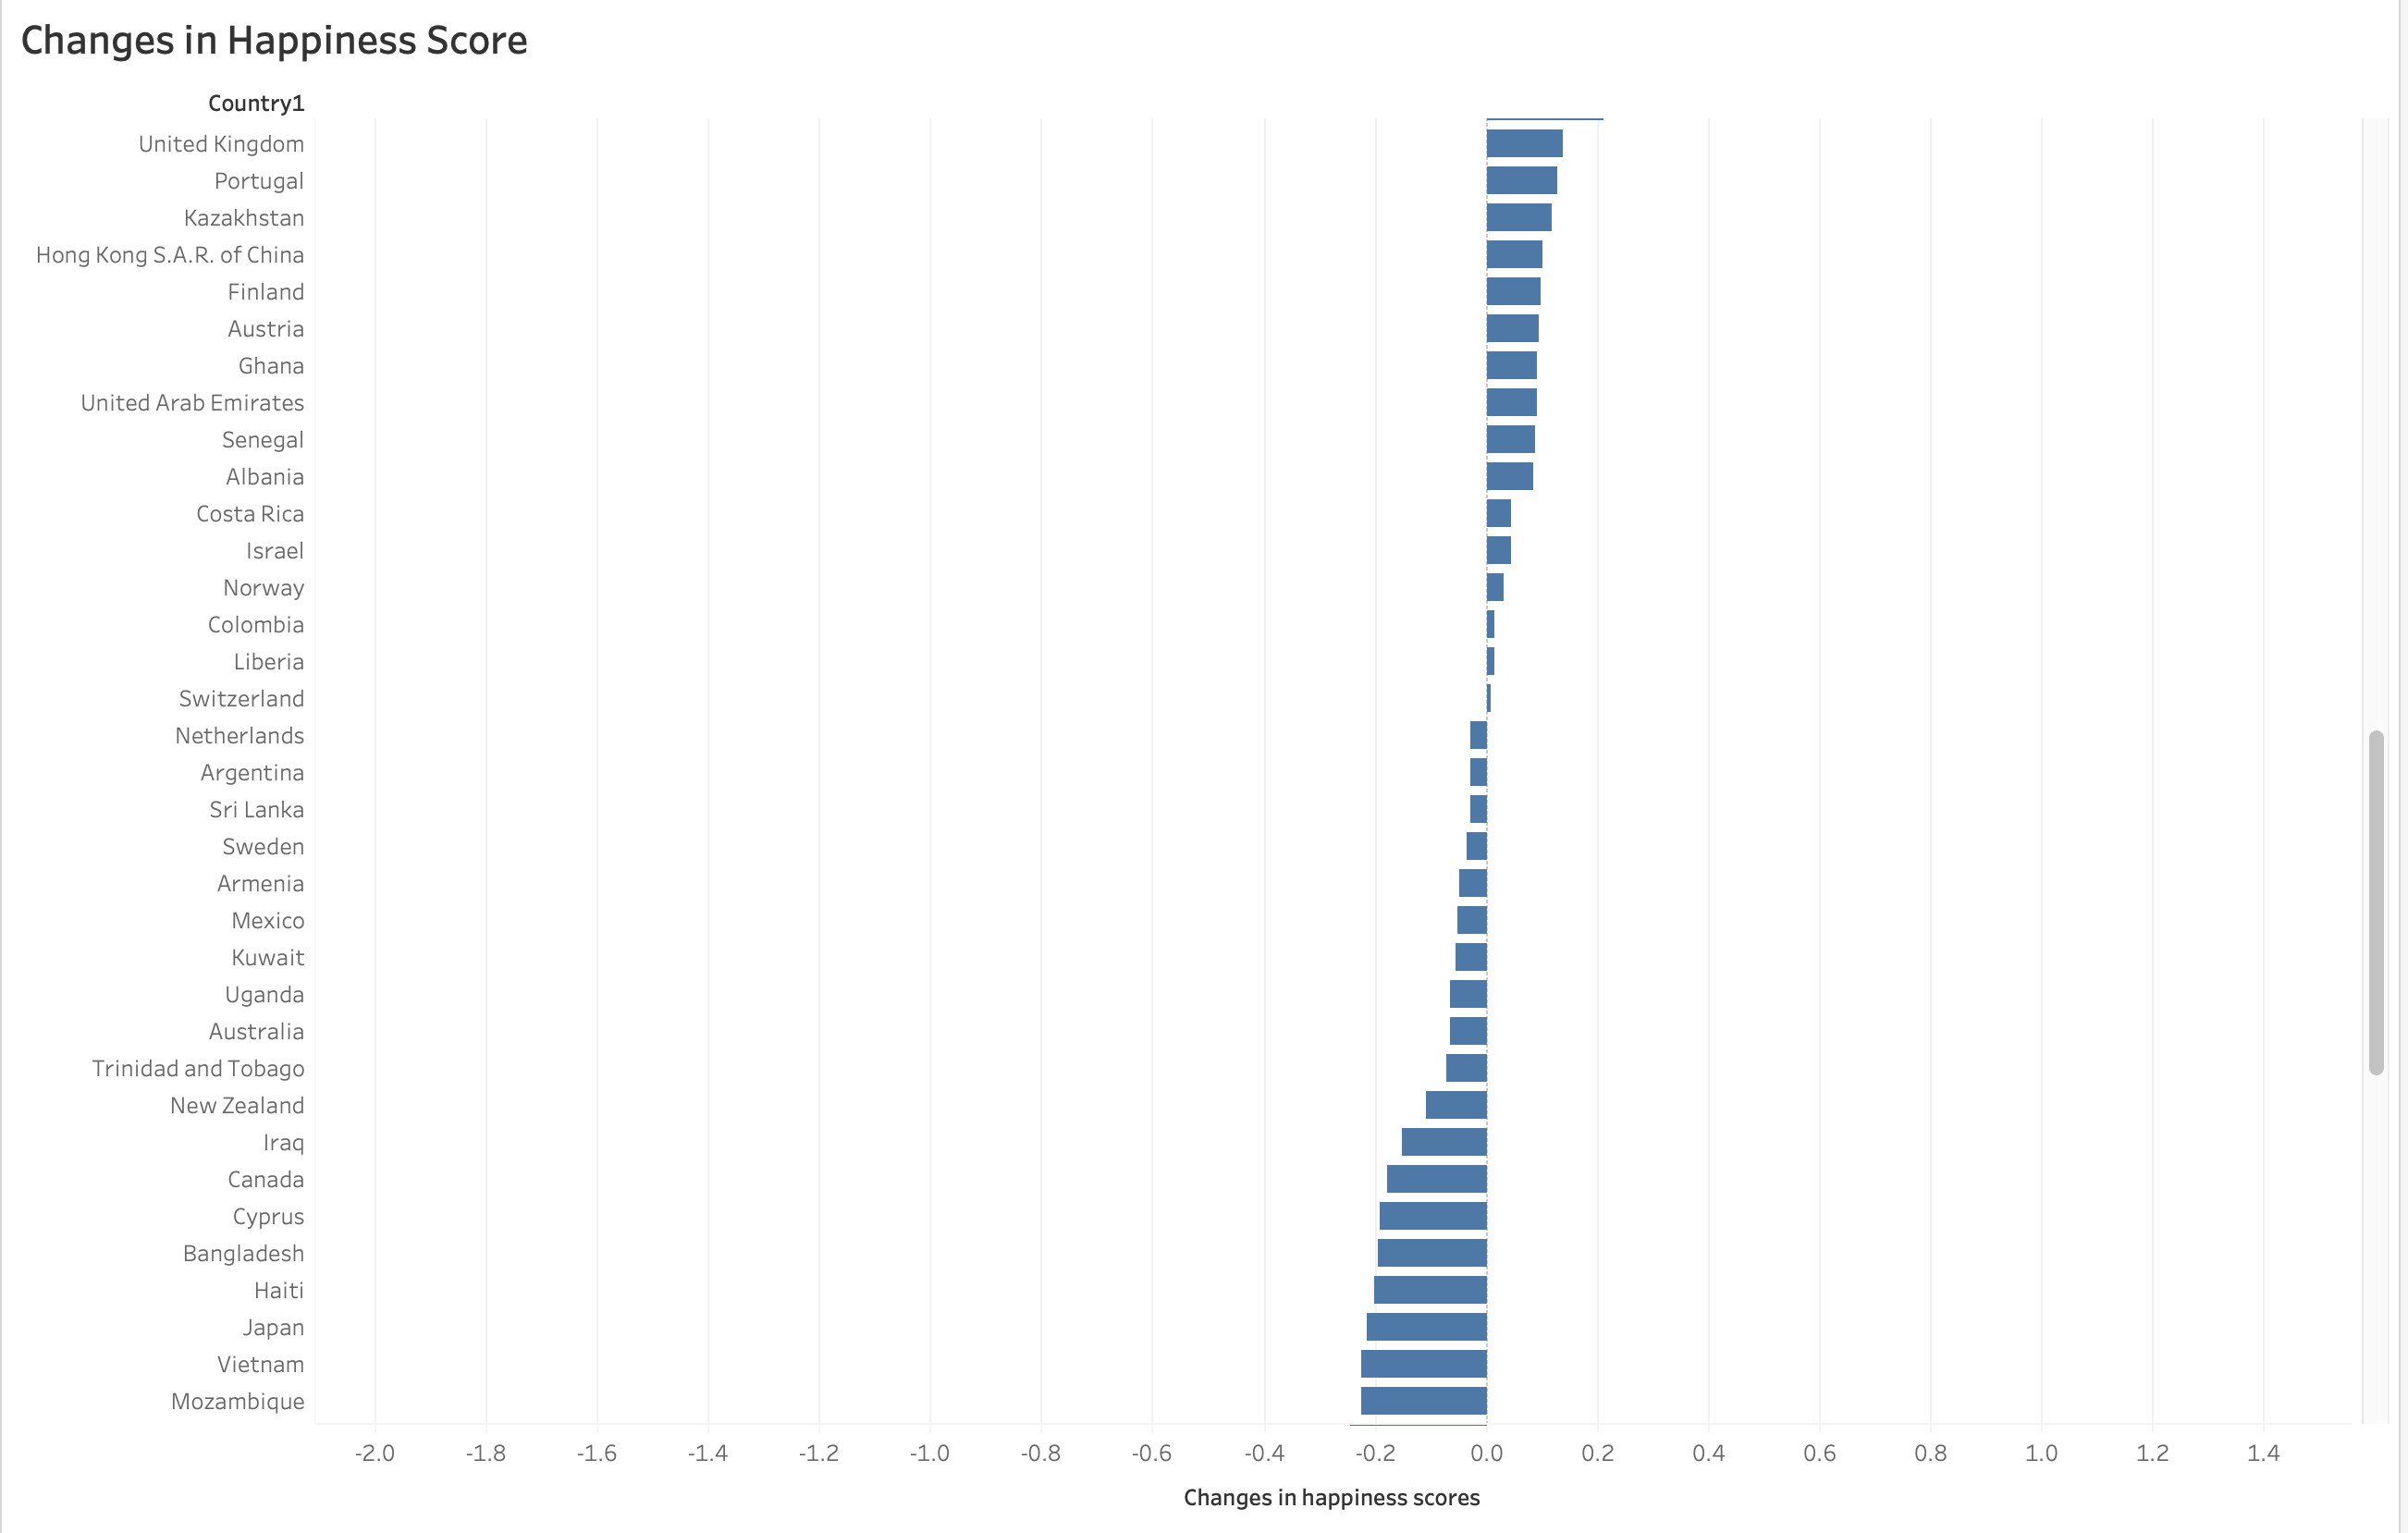 Changes in Happiness Score
Country1
United Kingdom
Portugal
Kazakhstan
Hong Kong S.A.R. of China
Finland
Austria
Ghana
United Arab Emirates
Senegal
Albania
Costa Rica
Israel
Norway
Colombia
Liberia
Switzerland
Netherlands
Argentina
Sri Lanka
Sweden
Armenia
Mexico
Kuwait
Uganda
Australia
Trinidad and Tobago
New Zealand
Iraq
Canada
Cyprus
Bangladesh
Haiti
Japan
Vietnam
Mozambique
-2.0 -1.8 -1.6 -1.4 -1.2 -1.0 -0.8 -0.6 -0.4 -0.2 0.0 0.2 0.4 0.6 0.8 1.0 1.2 1.4
Changes in happiness scores